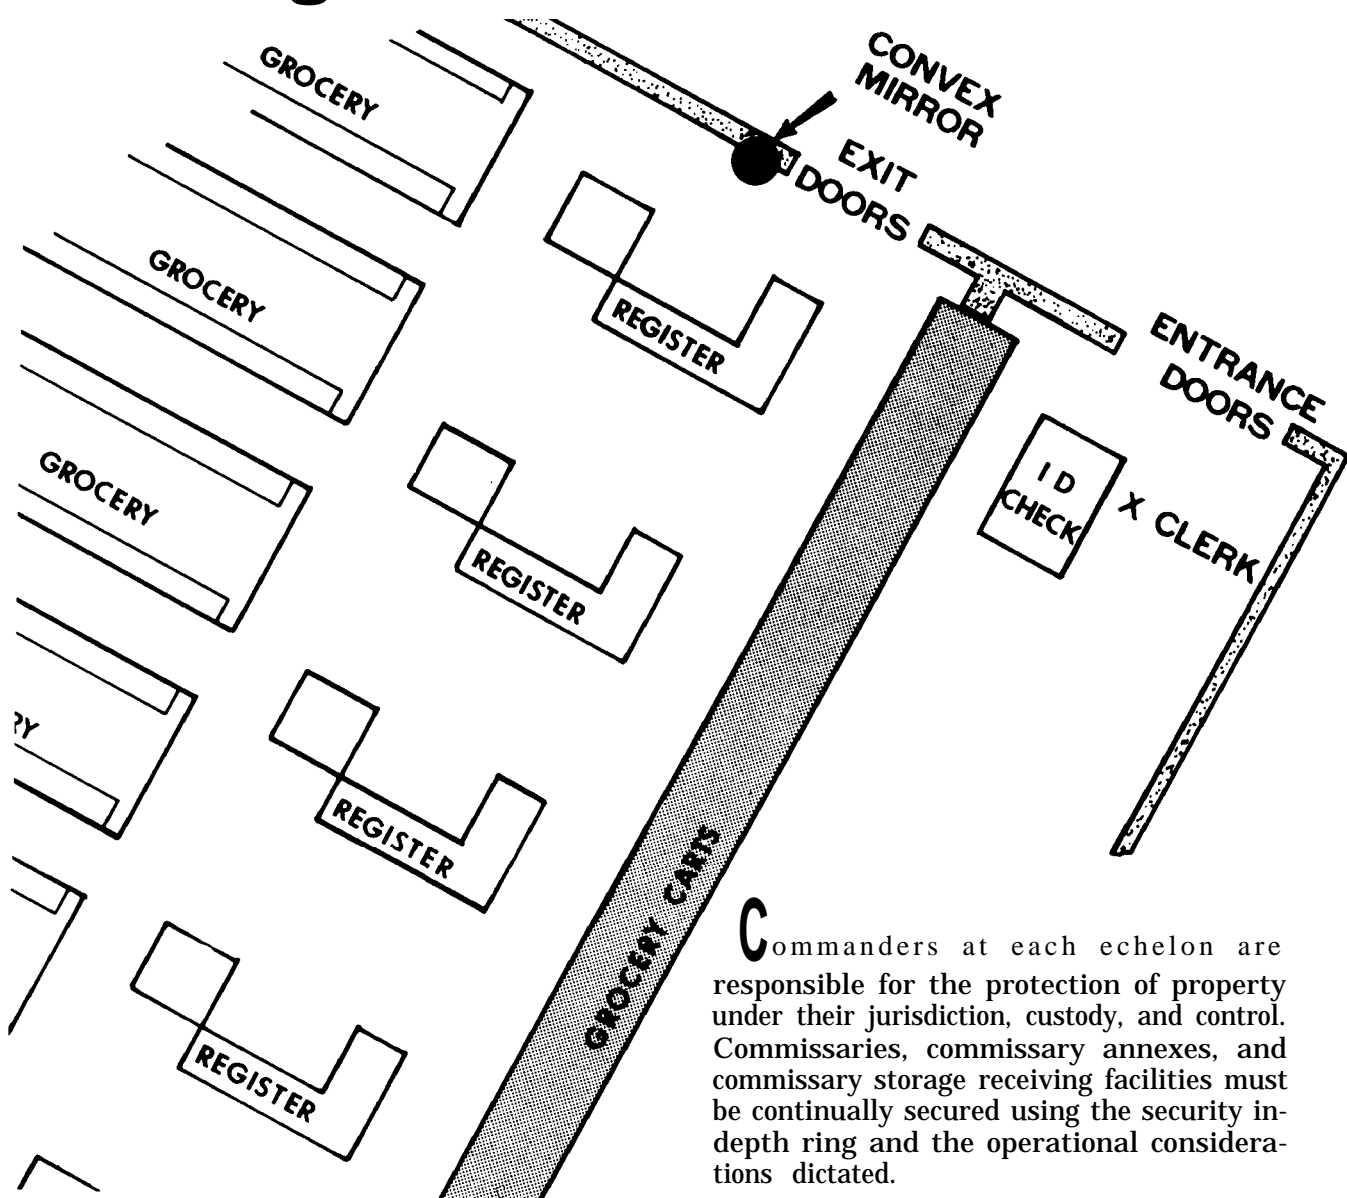 GROCERY
CONVEX
MIRROR
EXIT
DOORS
GROCERY
REGISTER
ENTRANCE
DOORS
GROCERY
I D
CHECK
X CLERK
REGISTER
RY
REGISTER
GROCERY CARTS
REGISTER
Commanders at each echelon are
responsible for the protection of property
under their jurisdiction, custody, and control.
Commissaries, commissary annexes, and
commissary storage receiving facilities must
be continually secured using the security in-
depth ring and the operational considera-
tions dictated.